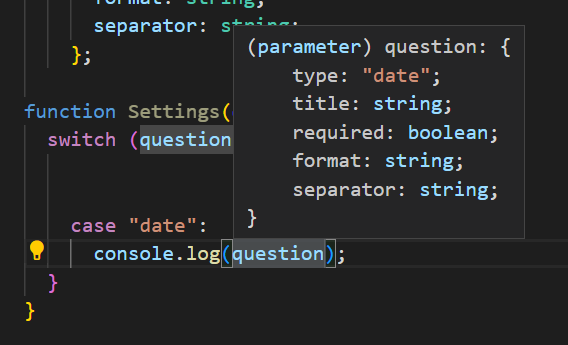 format: string;
separator: string;
};
function Settings(
switch (question
case "date":
console.log(question);
}
}
(parameter) question: {
type: "date";
title: string;
required: boolean;
format: string;
separator: string;
}